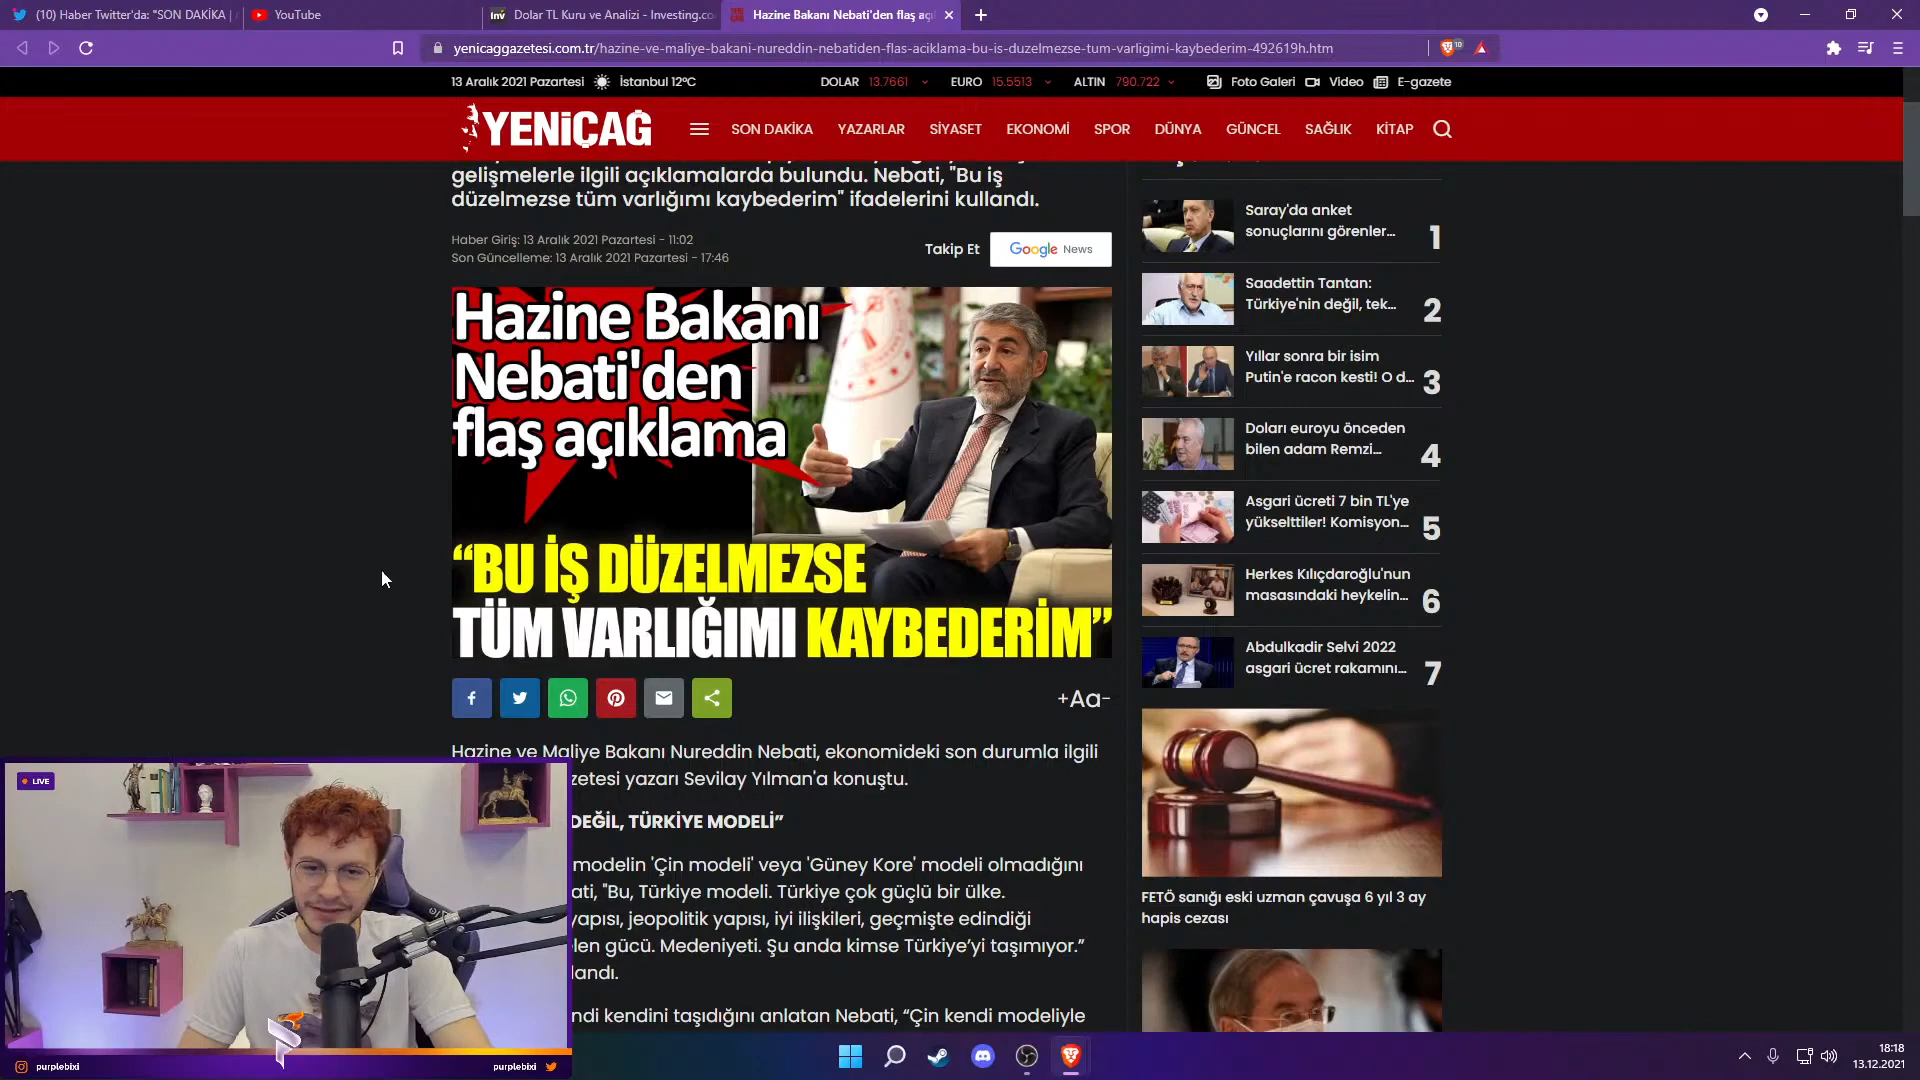 (10) Haber Twitter'da: "SON DAKİKA |
YouTube
Dolar TL Kuru ve Analizi - Investing.co
Hazine Bakanı Nebati'den flaş açı
yenicaggazetesi.com.tr/hazine-ve-maliye-bakani-nureddin-nebatiden-flas-aciklama-bu-is-duzelmezse-tum-varligimi-kaybederim-492619h.htm
13 Aralık 2021 Pazartesi
İstanbul 12°C
DOLAR 13.7661
EURO 15.5513
ALTIN 790.722
Foto Galeri
Video
E-gazete
YENİÇAĞ
SON DAKİKA
YAZARLAR
SİYASET
EKONOMİ
SPOR
DÜNYA
GÜNCEL
SAĞLIK
KİTAP
gelişmelerle ilgili açıklamalarda bulundu. Nebati, "Bu iş
düzelmezse tüm varlığımı kaybederim" ifadelerini kullandı.
Haber Giriş: 13 Aralık 2021 Pazartesi - 11:02
Son Güncelleme: 13 Aralık 2021 Pazartesi - 17:46
Takip Et
Google News
Hazine Bakanı
Nebati'den
flaş açıklama
“BU İŞ DÜZELMEZSE
TÜM VARLIĞIMI KAYBEDERİM”
+Aa-
Hazine ve Maliye Bakanı Nureddin Nebati, ekonomideki son durumla ilgili
zetesi yazarı Sevilay Yılman'a konuştu.
DEĞİL, TÜRKİYE MODELİ”
modelin 'Çin modeli' veya 'Güney Kore' modeli olmadığını
ati, "Bu, Türkiye modeli. Türkiye çok güçlü bir ülke.
yapısı, jeopolitik yapısı, iyi ilişkileri, geçmişte edindiği
len gücü. Medeniyeti. Şu anda kimse Türkiye’yi taşımıyor.”
landı.
ndi kendini taşıdığını anlatan Nebati, “Çin kendi modeliyle
Saray'da anket
sonuçlarını görenler...
1
Saadettin Tantan:
Türkiye'nin değil, tek...
2
Yıllar sonra bir isim
Putin'e racon kesti! O d...
3
Doları euroyu önceden
bilen adam Remzi...
4
Asgari ücreti 7 bin TL'ye
yükselttiler! Komisyon...
5
Herkes Kılıçdaroğlu'nun
masasındaki heykelin...
6
Abdulkadir Selvi 2022
asgari ücret rakamını...
7
FETÖ sanığı eski uzman çavuşa 6 yıl 3 ay
hapis cezası
LIVE
purplebixi
purplebixi
18:18
13.12.2021